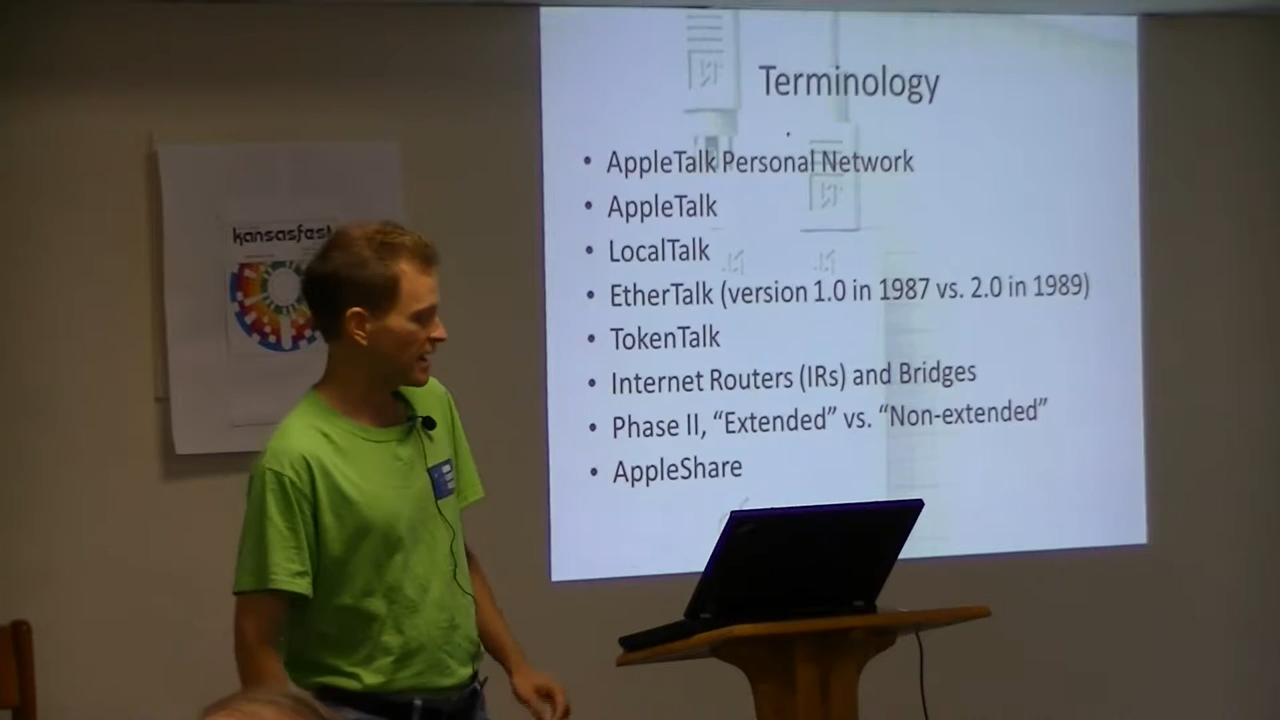 Terminology
• AppleTalk Personal Network
• AppleTalk
• LocalTalk
• EtherTalk (version 1.0 in 1987 vs. 2.0 in 1989)
• TokenTalk
• Internet Routers (IRs) and Bridges
• Phase II, “Extended” vs. “Non-extended”
• AppleShare
kansasfest